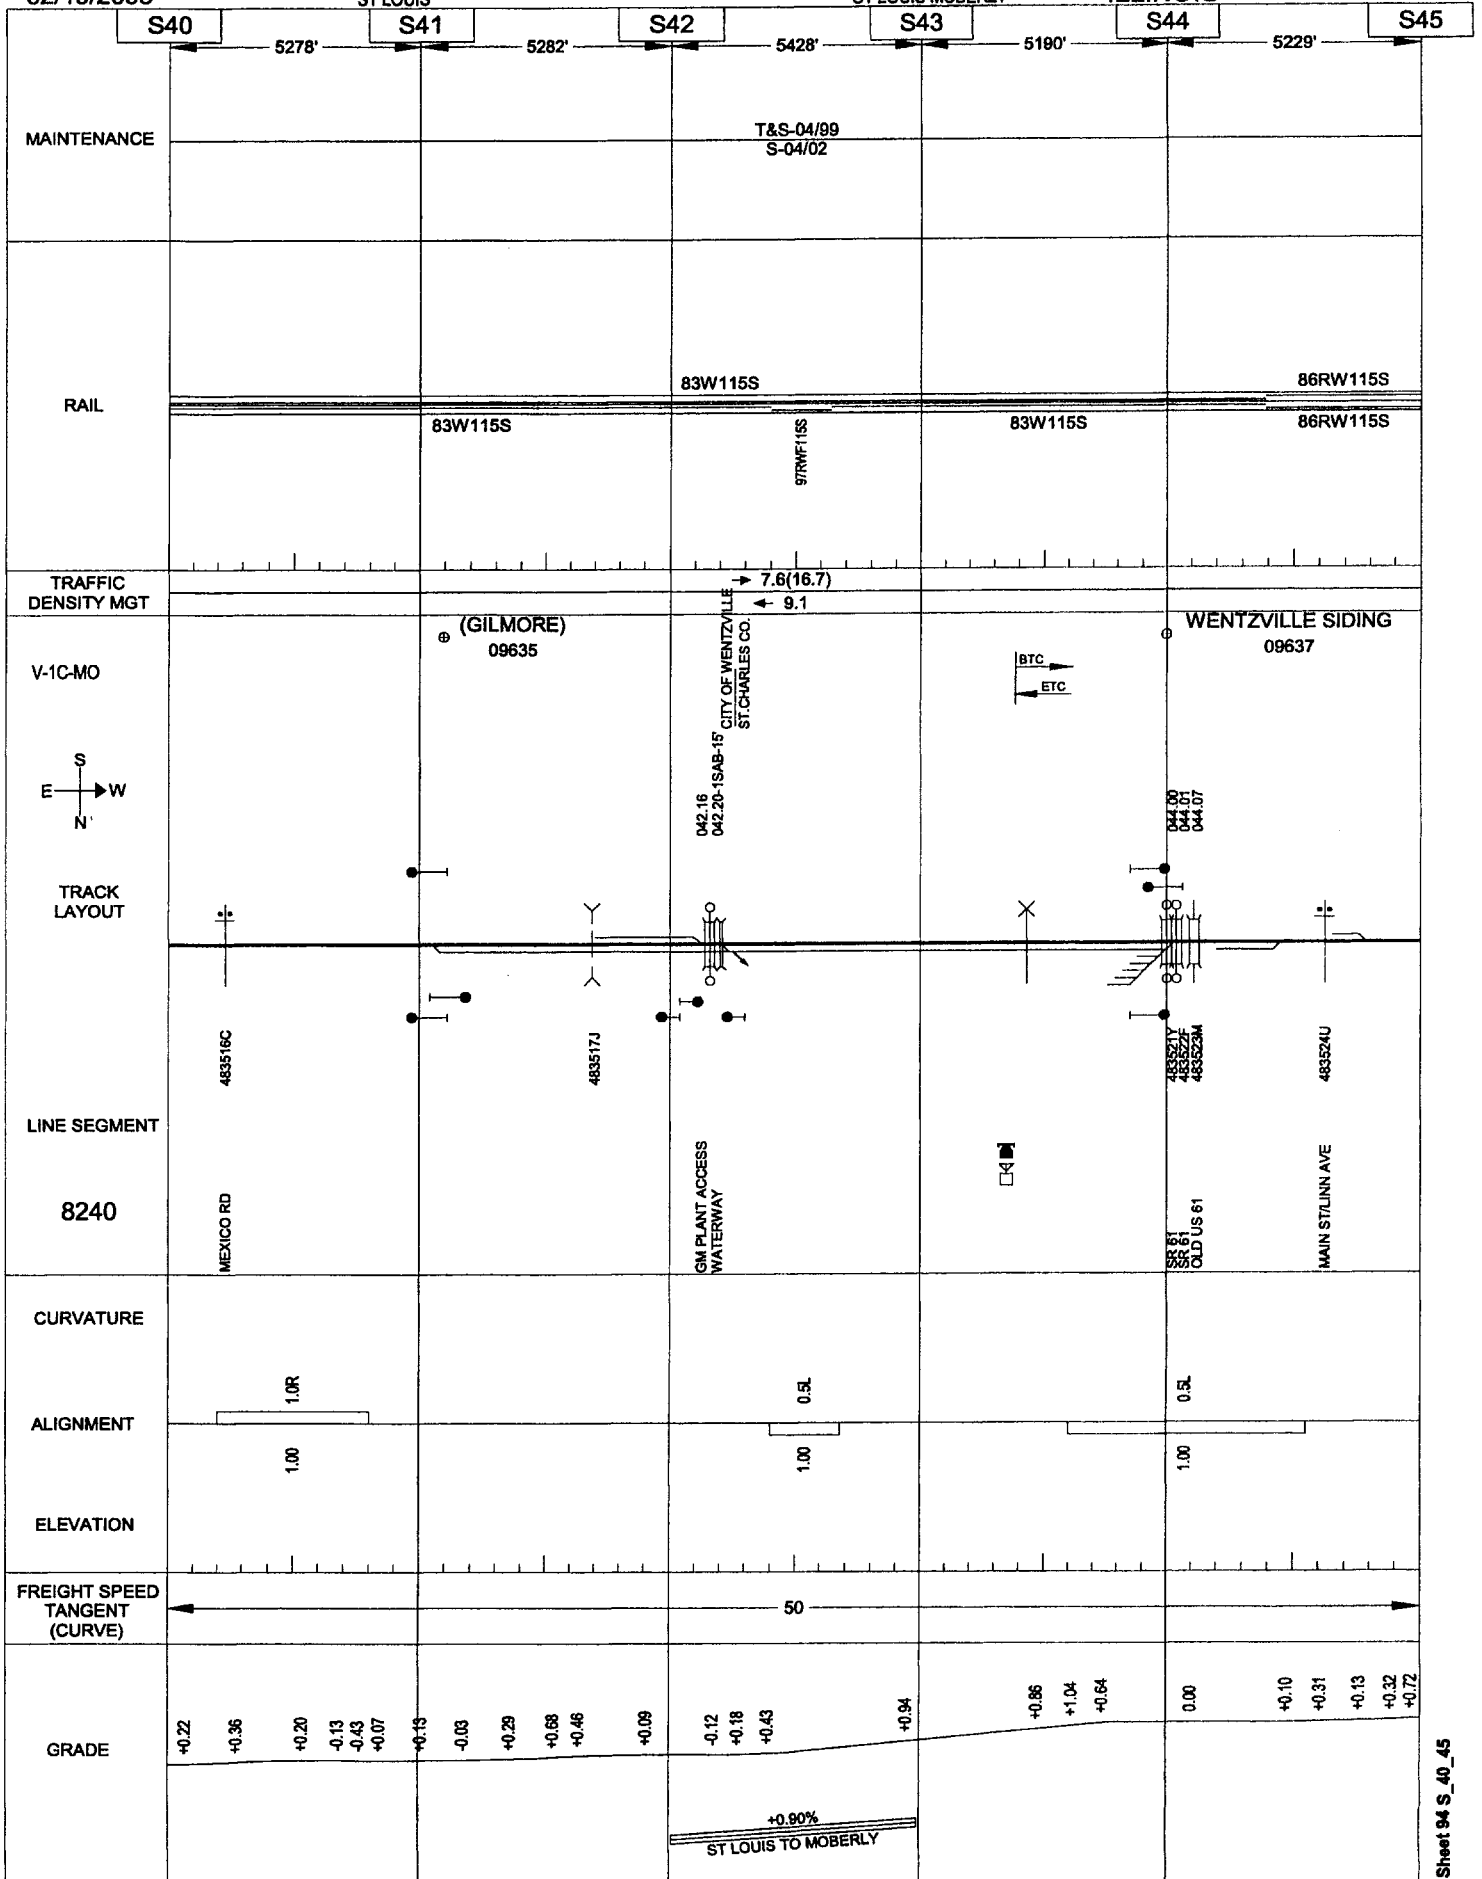 ST LOUIS
S40 S41 S42 S43 S44 S45
5278' 5282' 5428' 5190' 5229'
MAINTENANCE
T&S-04/99
S-04/02
RAIL
83W115S
86RW115S
83W115S
83W115S
86RW115S
97RWF115S
TRAFFIC
DENSITY MGT
7.6(16.7)
9.1
V-1C-MO
(GILMORE)
09635
CITY OF WENTZVILLE
ST.CHARLES CO.
BTC
ETC
WENTZVILLE SIDING
09637
S
E W
N
042.16
042.20-1SAB-15'
044.00
044.01
044.07
TRACK
LAYOUT
483516C
483517J
483521Y
483522F
483523M
483524U
LINE SEGMENT
8240
MEXICO RD
GM PLANT ACCESS
WATERWAY
SR 61
SR 61
OLD US 61
MAIN ST/LINN AVE
CURVATURE
1.0R 0.5L 0.5L
ALIGNMENT
1.00 1.00 1.00
ELEVATION
FREIGHT SPEED
TANGENT
(CURVE)
50
GRADE
+0.22 +0.36 +0.20 -0.13 -0.43 +0.07 +0.13 -0.03 +0.29 +0.68 +0.46 +0.09 -0.12 +0.18 +0.43 +0.94 +0.86 +1.04 +0.64 0.00 +0.10 +0.31 +0.13 +0.32 +0.72
+0.90%
ST LOUIS TO MOBERLY
Sheet 94 S_40_45